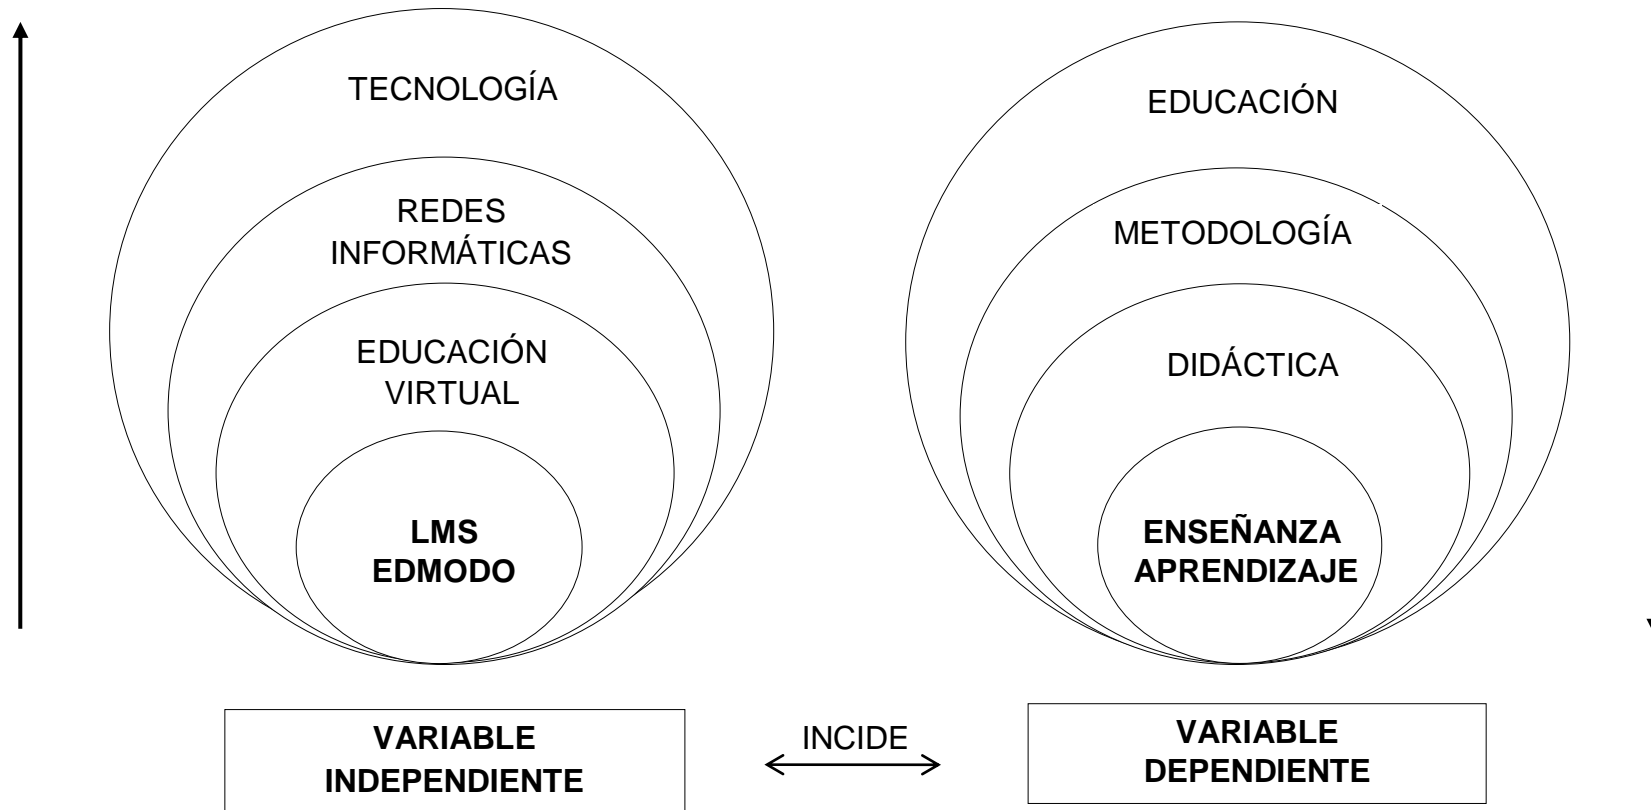 TECNOLOGÍA
REDES
INFORMÁTICAS
EDUCACIÓN
VIRTUAL
LMS
EDMODO
EDUCACIÓN
METODOLOGÍA
DIDÁCTICA
ENSEÑANZA
APRENDIZAJE
VARIABLE
INDEPENDIENTE
INCIDE
VARIABLE
DEPENDIENTE